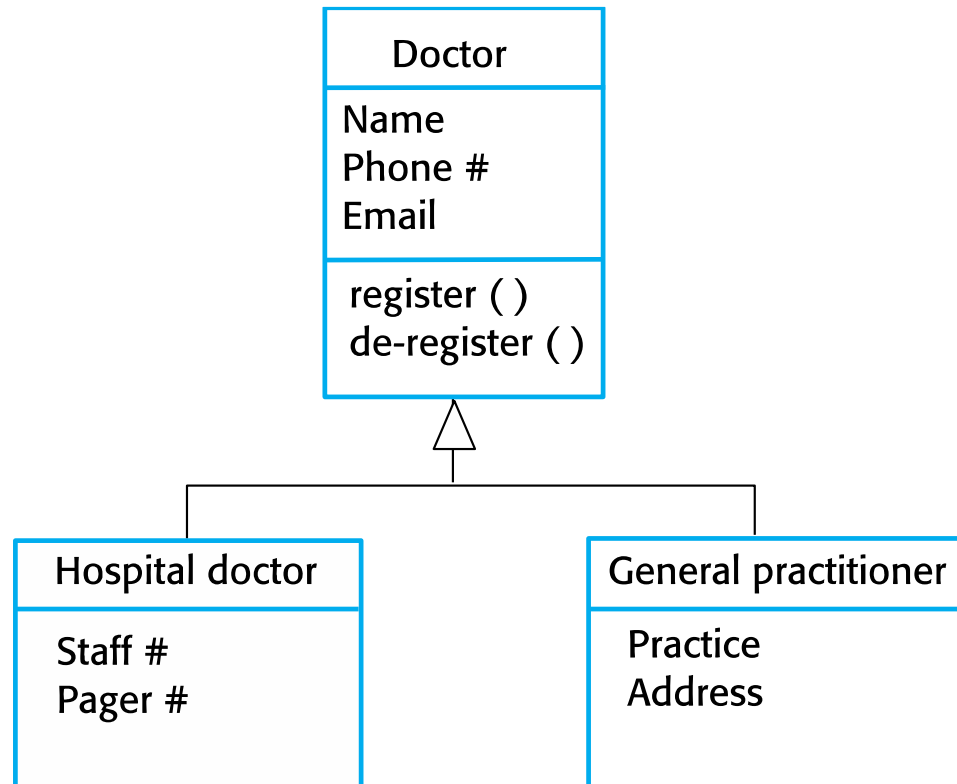 Doctor
Name
Phone #
Email
register ( )
de-register ( )
Hospital doctor
Staff #
Pager #
General practitioner
Practice
Address